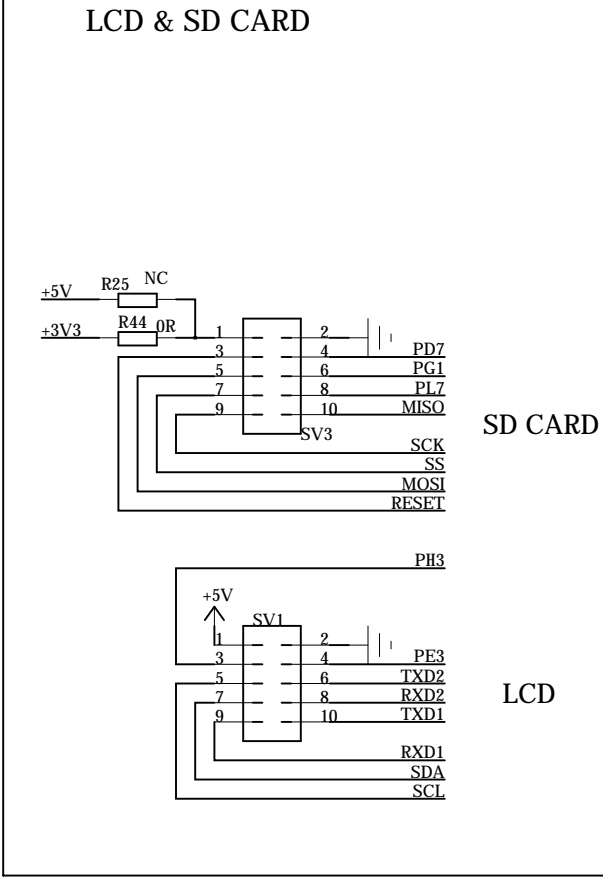 LCD & SD CARD
R25 NC
+5V
+3V3 R44 0R
1 2
3 4 PD7
5 6 PG1
7 8 PL7
9 10 MISO
SV3
SD CARD
SCK
SS
MOSI
RESET
PH3
+5V
SV1
1 2
3 4 PE3
5 6 TXD2
7 8 RXD2
9 10 TXD1
LCD
RXD1
SDA
SCL